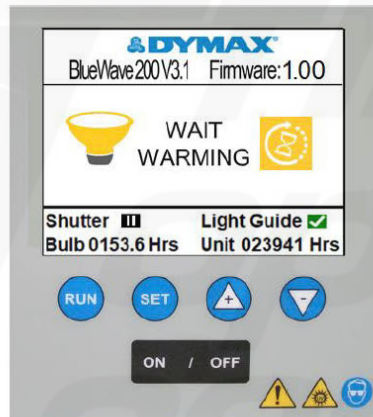 DYMAX
BlueWave 200 V3.1 Firmware:1.00
WAIT
WARMING
Shutter Light Guide
Bulb 0153.6 Hrs Unit 023941 Hrs
RUN SET + -
ON / OFF